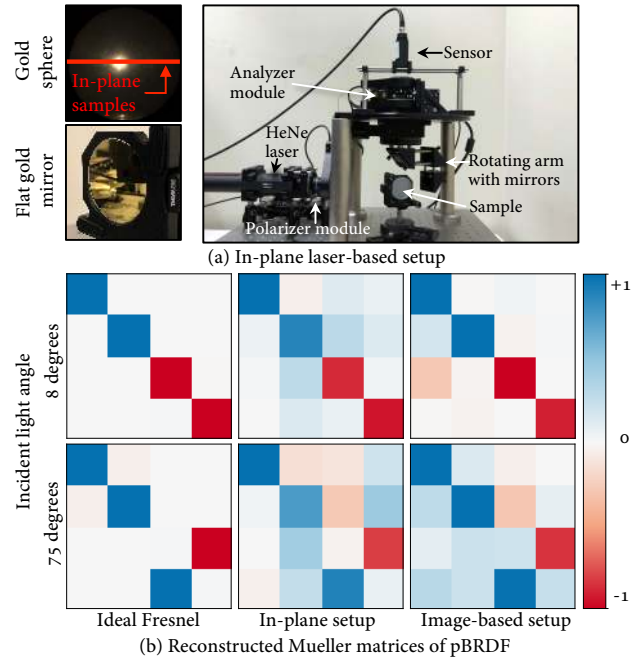 Gold
sphere
In-plane
samples
Flat gold
mirror
THORLABS
Sensor
Analyzer
module
HeNe
laser
Rotating arm
with mirrors
Sample
Polarizer module
(a) In-plane laser-based setup
Incident light angle
8 degrees
75 degrees
+1
0
-1
Ideal Fresnel
In-plane setup
Image-based setup
(b) Reconstructed Mueller matrices of pBRDF